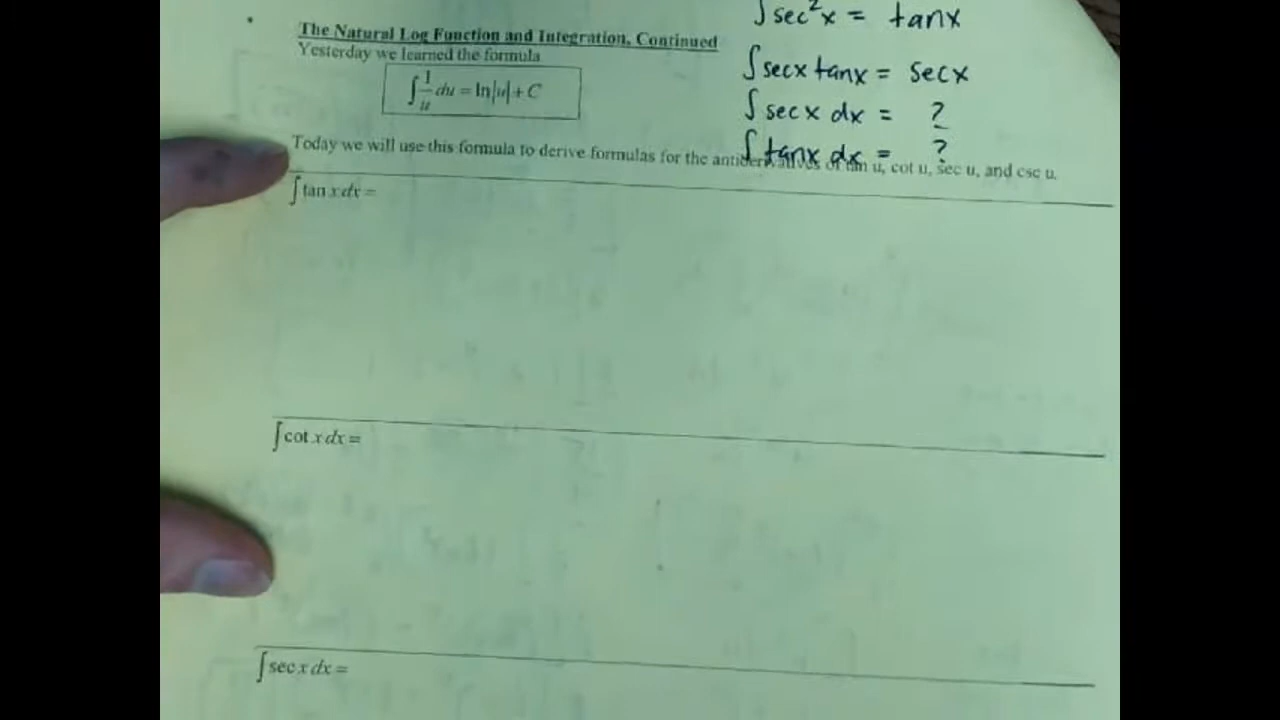 ∫sec²x = tanx
The Natural Log Function and Integration, Continued
Yesterday we learned the formula
∫secx tanx = secx
∫ 1/u du = ln|u| + C
∫ secx dx = ?
∫ tanx dx = ?
Today we will use this formula to derive formulas for the antiderivatives of tan u, cot u, sec u, and csc u.
∫ tan x dx =
∫ cot x dx =
∫ sec x dx =